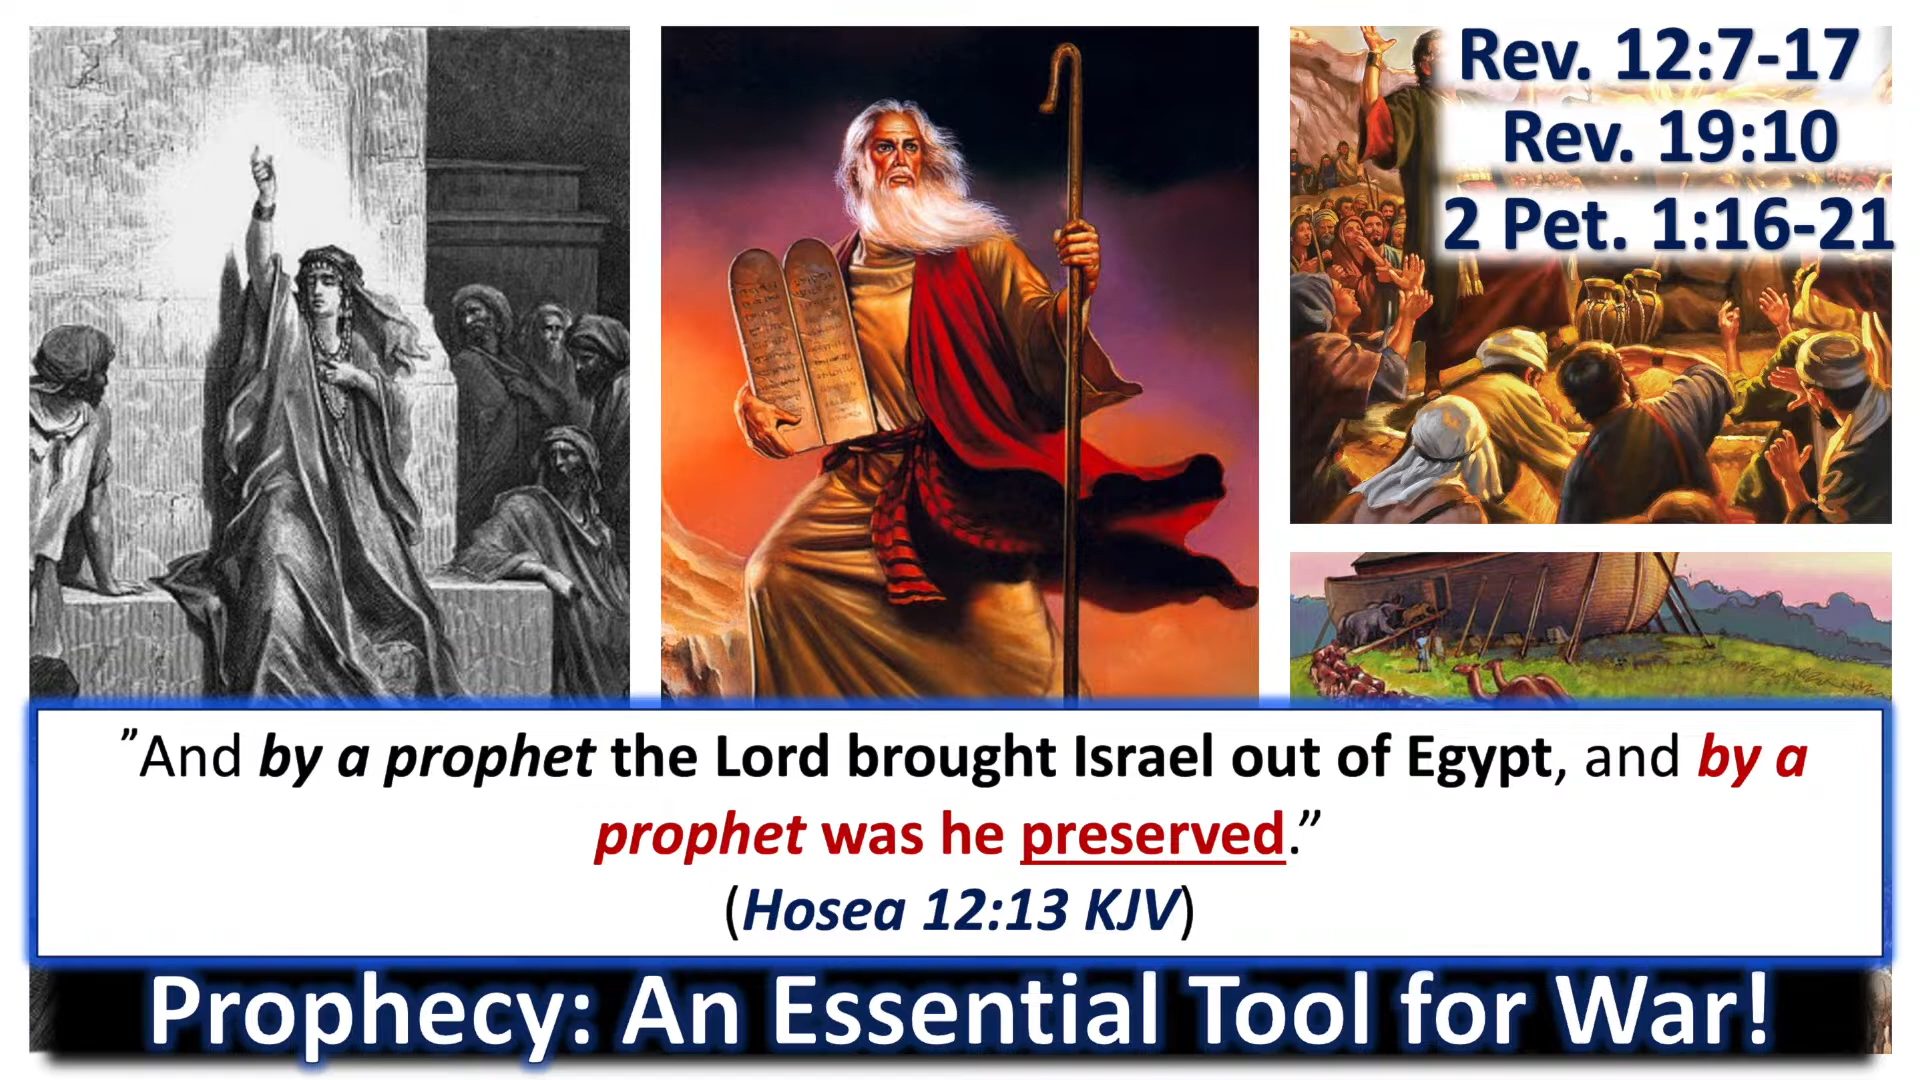 Rev. 12:7-17
Rev. 19:10
2 Pet. 1:16-21
”And by a prophet the Lord brought Israel out of Egypt, and by a
prophet was he preserved.”
(Hosea 12:13 KJV)
Prophecy: An Essential Tool for War!